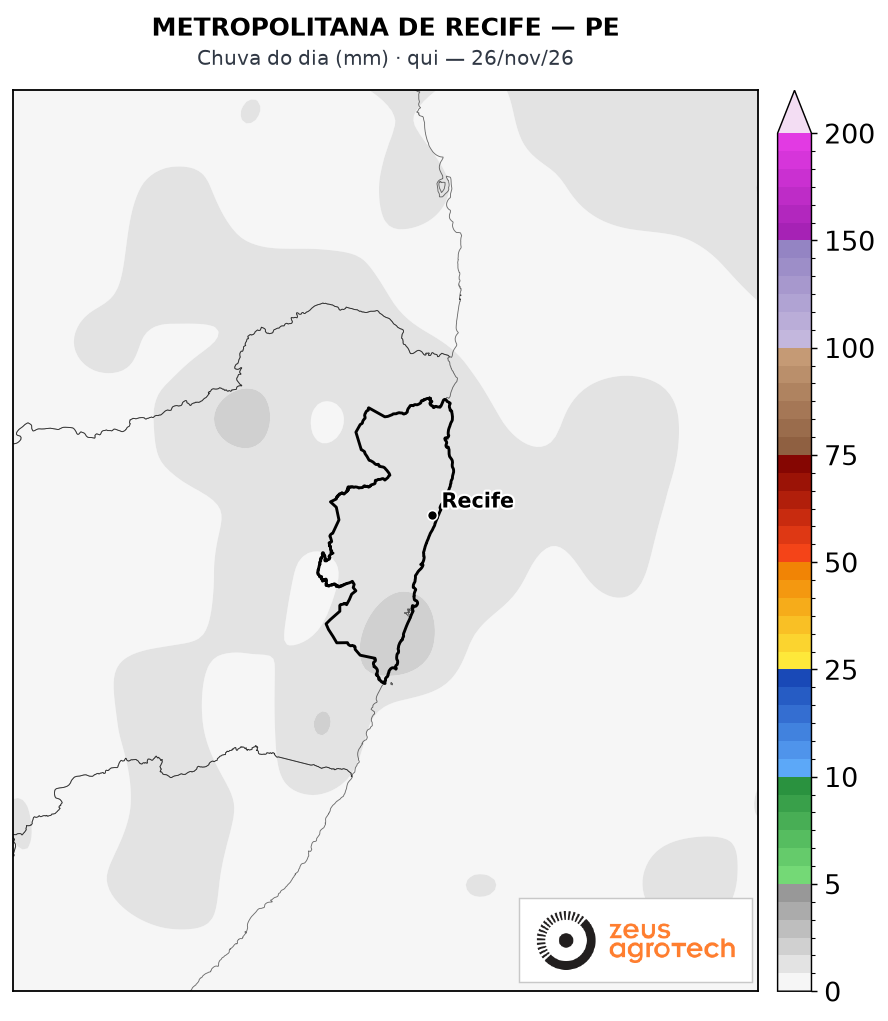 METROPOLITANA DE RECIFE — PE
Chuva do dia (mm) · qui — 26/nov/26
200
150
100
75
50
25
10
5
0
Recife
zeus
agrotech